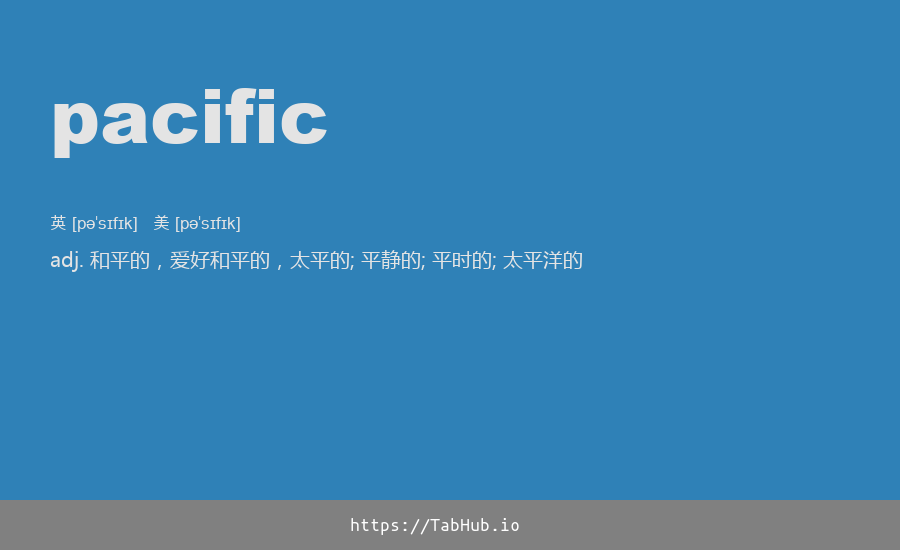 pacific
英 [pəˈsɪfɪk] 美 [pəˈsɪfɪk]
adj. 和平的，爱好和平的，太平的; 平静的; 平时的; 太平洋的
https://TabHub.io